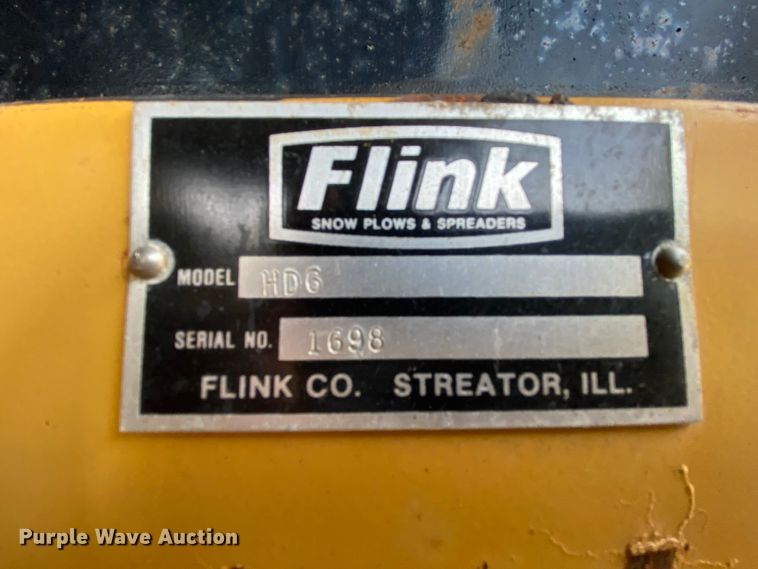 Flink
SNOW PLOWS & SPREADERS
MODEL HD6
SERIAL NO. 1698
FLINK CO. STREATOR, ILL.
Purple Wave Auction